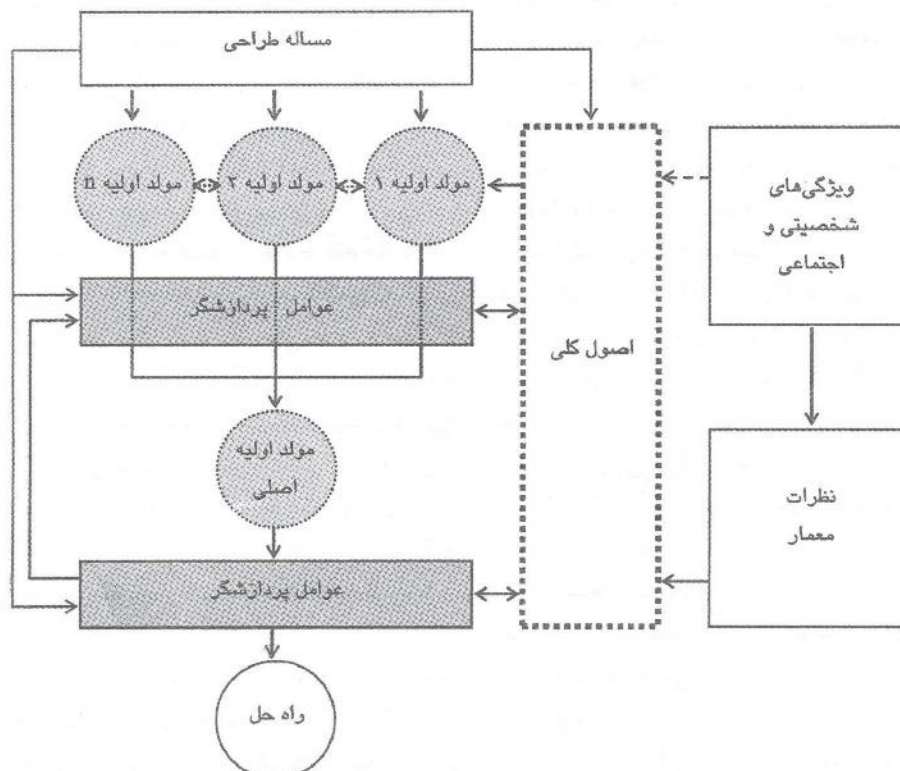 مساله طراحی
مولد اولیه ۱
مولد اولیه ۲
مولد اولیه n
ویژگی‌های
شخصیتی و
اجتماعی
عوامل پردازشگر
اصول کلی
مولد اولیه
اصلی
نظرات
معمار
عوامل پردازشگر
راه حل